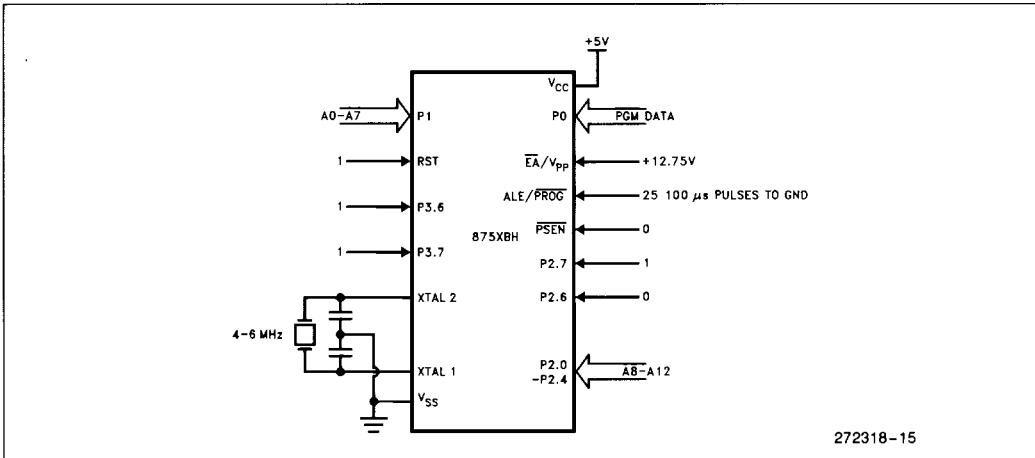 +5V
VCC
A0-A7
P1
P0
PGM DATA
1
RST
EA/VPP
+12.75V
ALE/PROG
25 100 μs PULSES TO GND
1
P3.6
875XBH
PSEN
0
1
P3.7
P2.7
1
XTAL 2
P2.6
0
4-6 MHz
XTAL 1
P2.0
-P2.4
A8-A12
VSS
272318-15